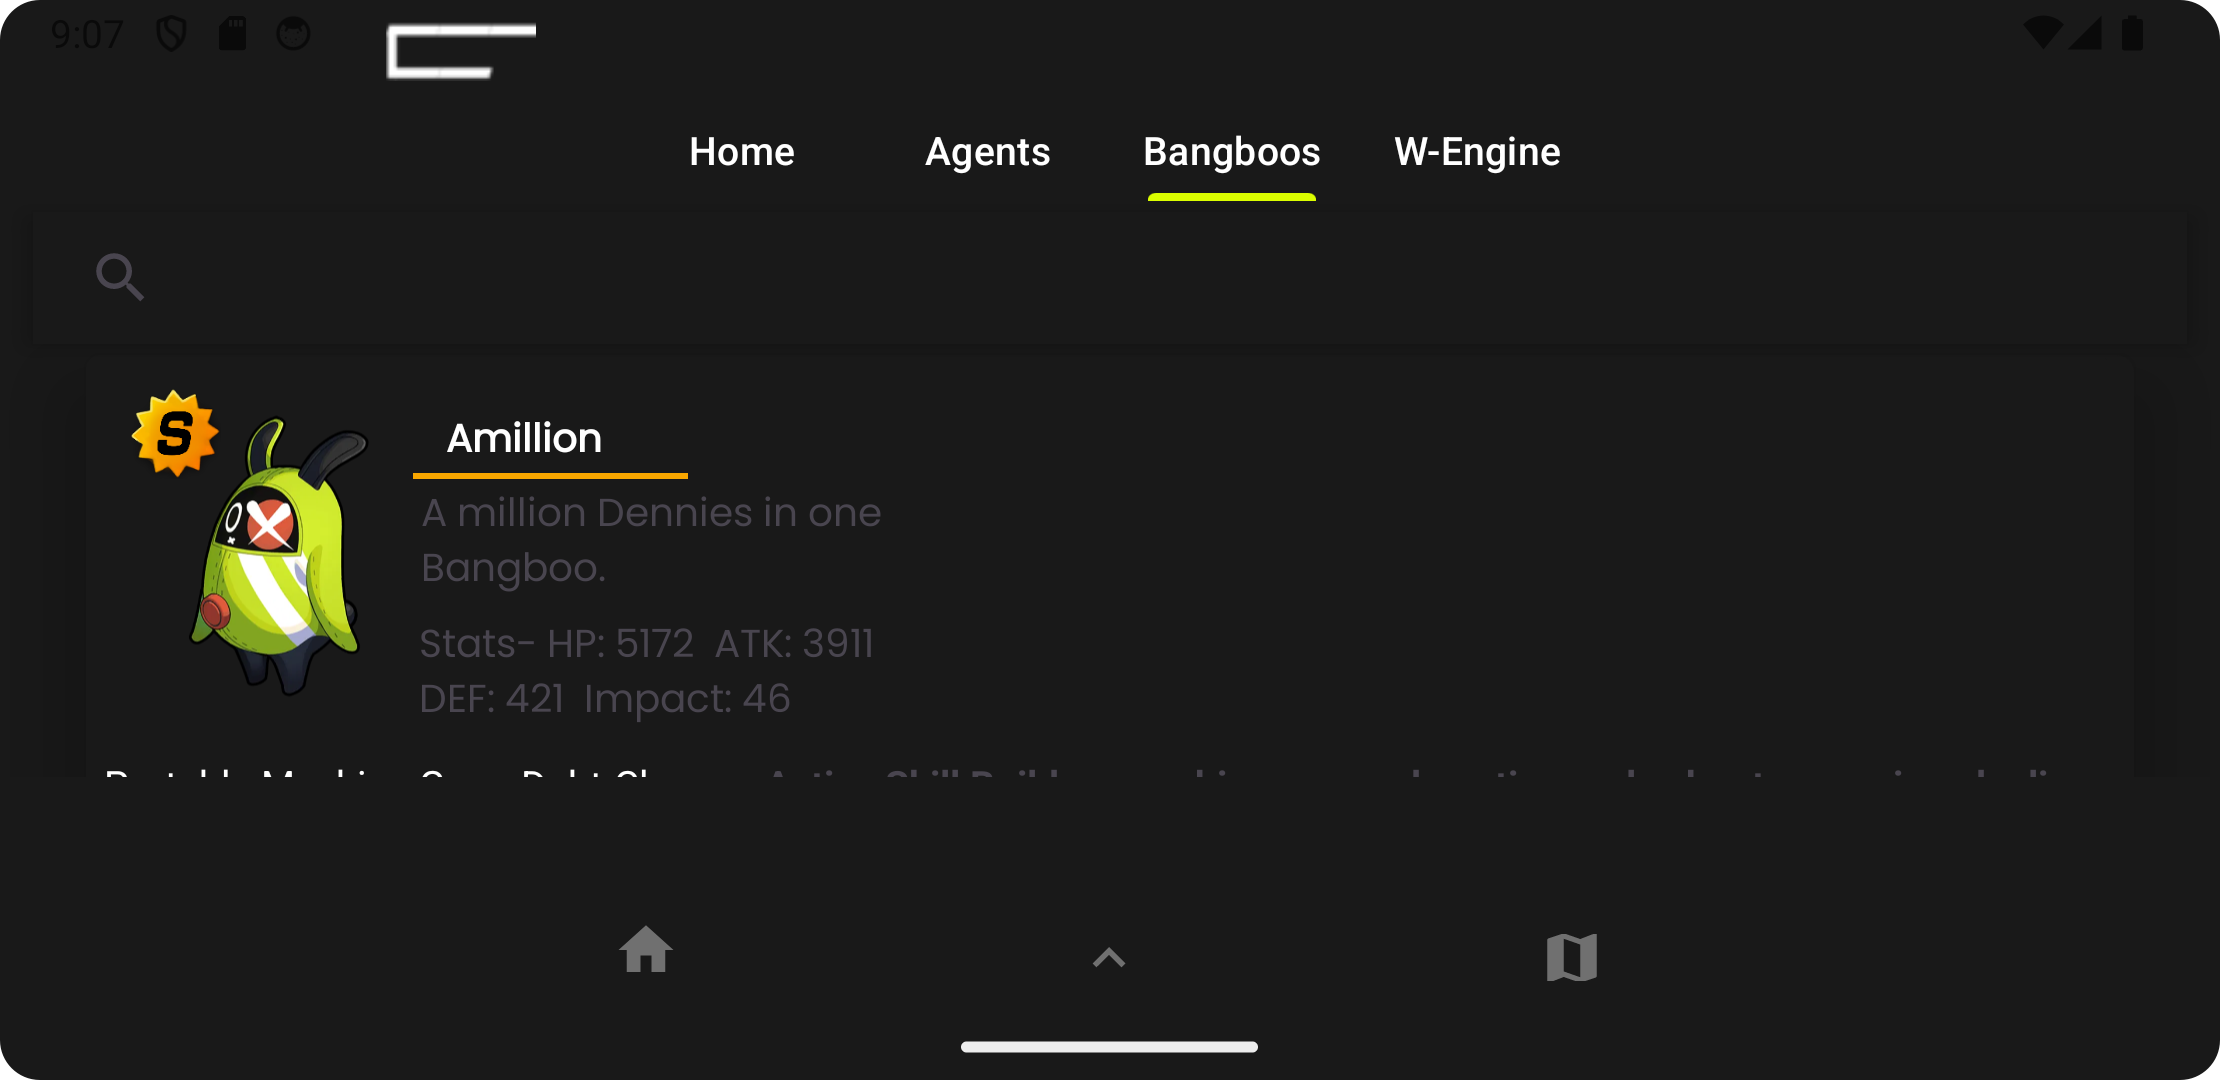 9:07
Home Agents Bangboos W-Engine
S
Amillion
A million Dennies in one
Bangboo.
Stats- HP: 5172 ATK: 3911
DEF: 421 Impact: 46